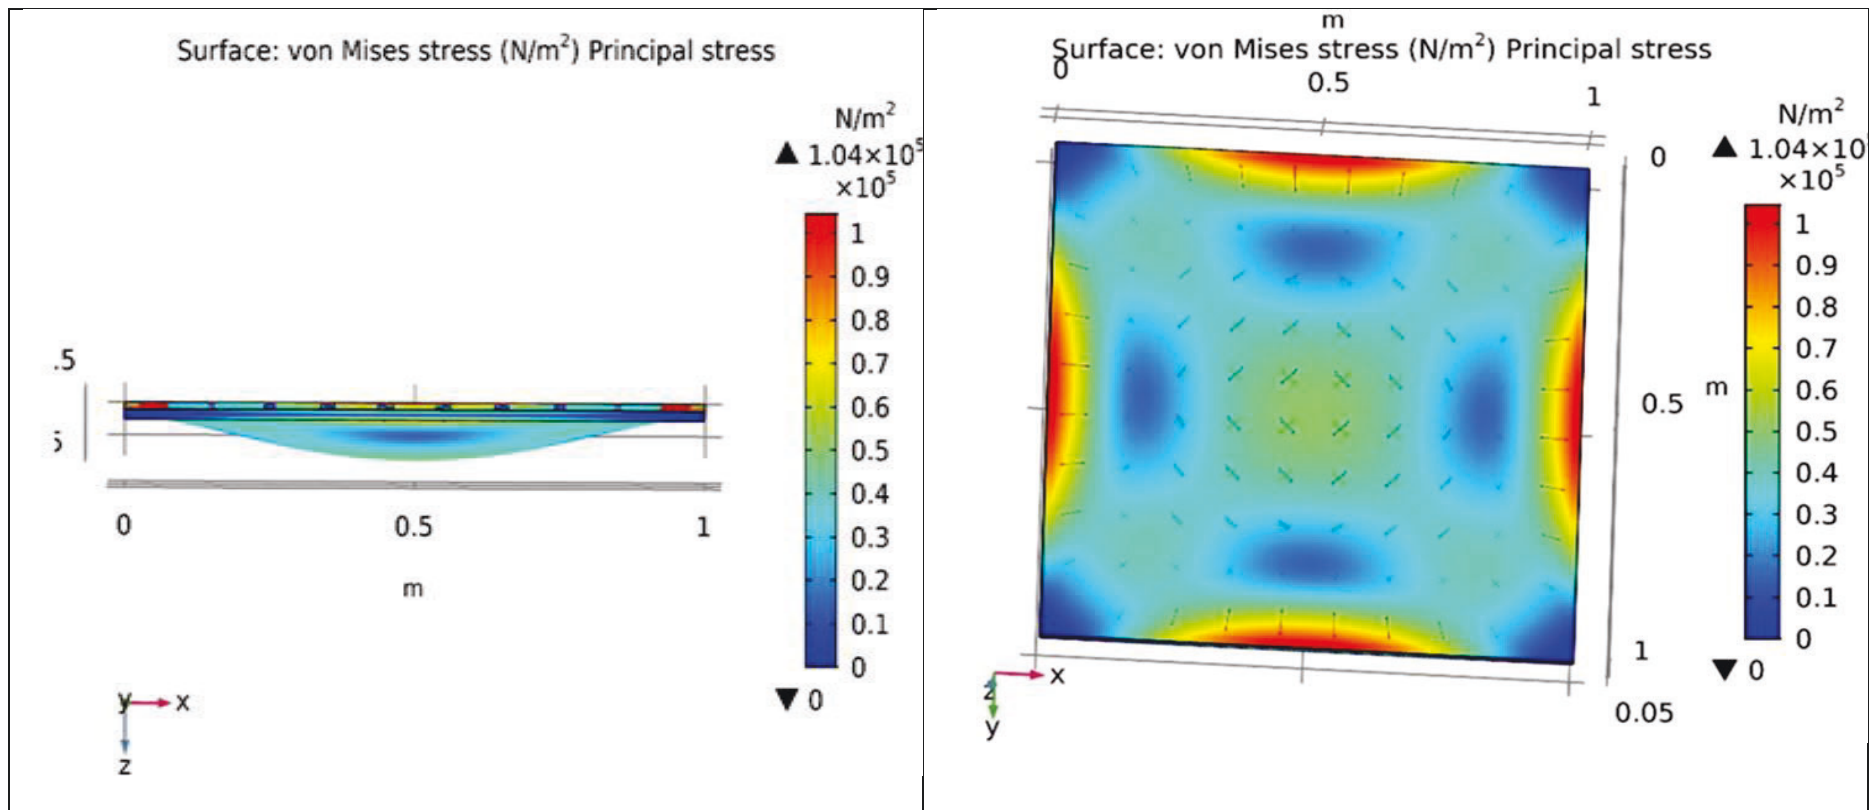 Surface: von Mises stress (N/m²) Principal stress
N/m²
▲ 1.04×10⁵
×10⁵
1
0.9
0.8
0.7
0.6
0.5
0.4
0.3
0.2
0.1
0
▼ 0
.5
0 0.5 1
m
y x
z
m
Surface: von Mises stress (N/m²) Principal stress
0 0.5 1
N/m²
▲ 1.04×10
×10⁵
1
0.9
0.8
0.7
0.6
0.5
0.4
0.3
0.2
0.1
0
▼ 0
0
0.5 m
1
0.05
z x
y